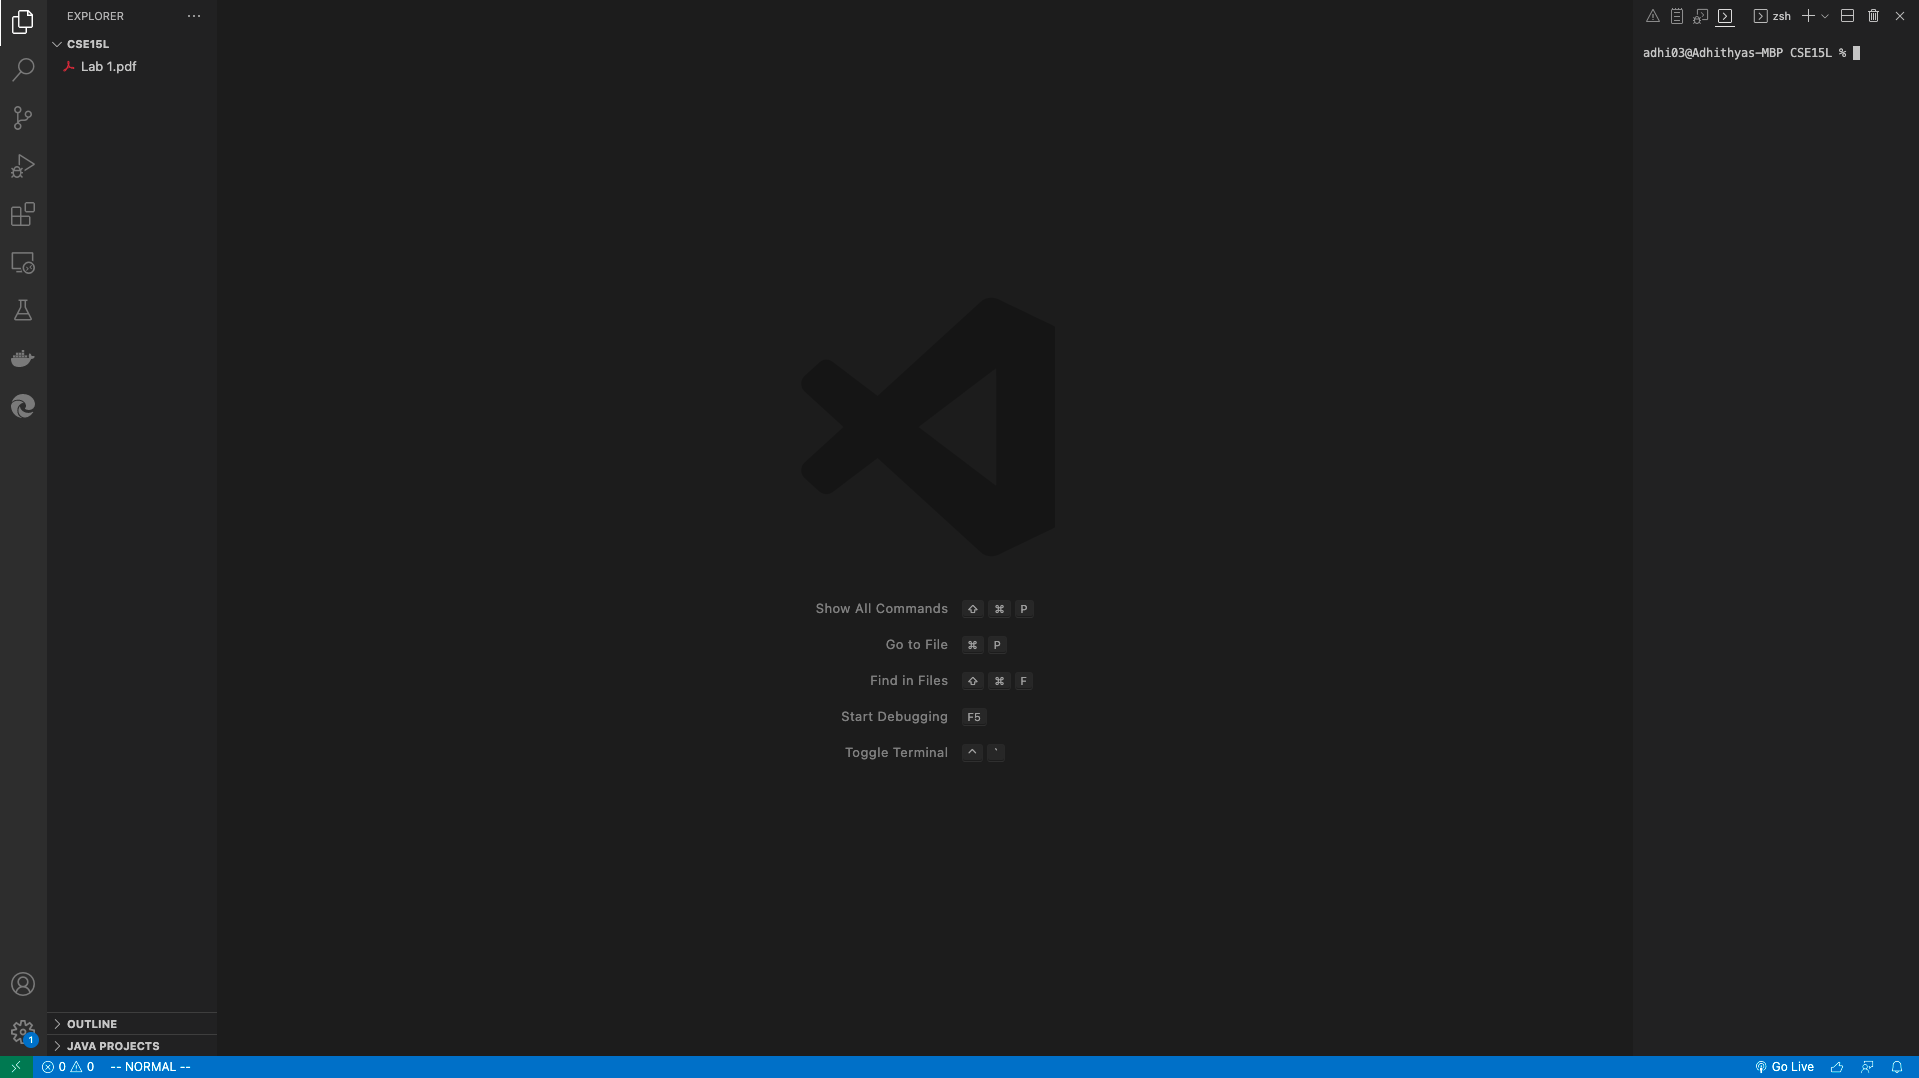 EXPLORER
CSE15L
Lab 1.pdf
OUTLINE
JAVA PROJECTS
Show All Commands ⇧ ⌘ P
Go to File ⌘ P
Find in Files ⇧ ⌘ F
Start Debugging F5
Toggle Terminal ^ `
zsh
adhi03@Adhithyas-MBP CSE15L %
1
0 0 -- NORMAL --
Go Live